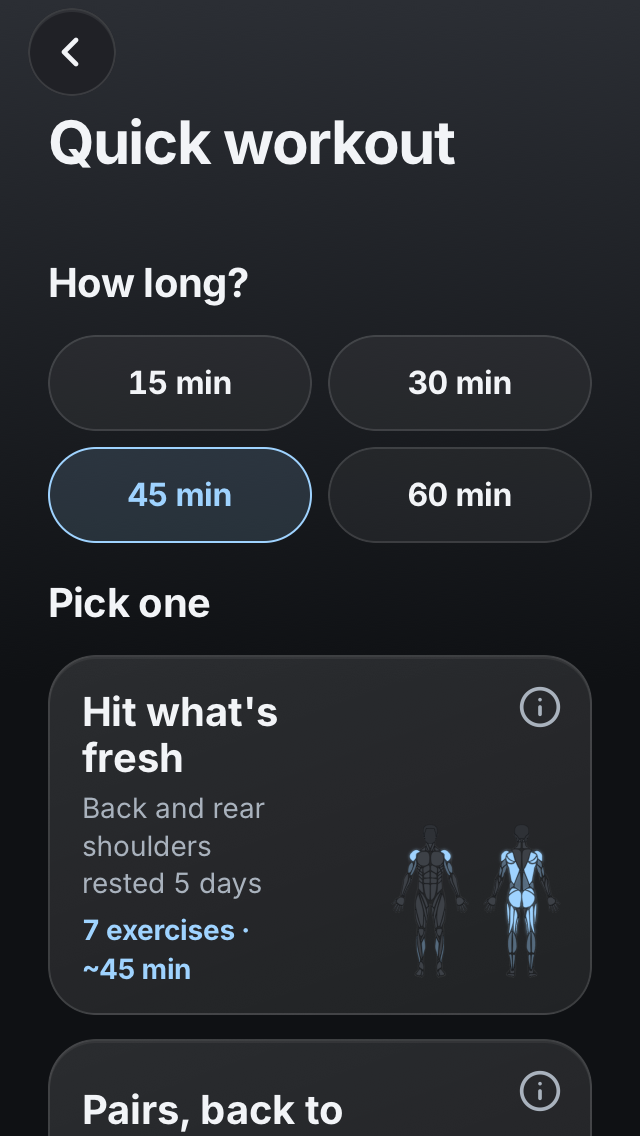 Quick workout
How long?
15 min
30 min
45 min
60 min
Pick one
Hit what's
fresh
Back and rear
shoulders
rested 5 days
7 exercises ·
~45 min
Pairs, back to